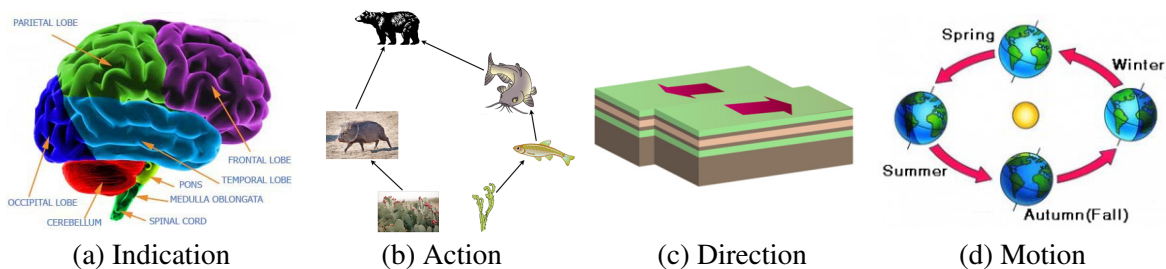 PARIETAL LOBE
FRONTAL LOBE
TEMPORAL LOBE
PONS
OCCIPITAL LOBE
MEDULLA OBLONGATA
CEREBELLUM
SPINAL CORD
Spring
Winter
Summer
Autumn(Fall)
(a) Indication
(b) Action
(c) Direction
(d) Motion